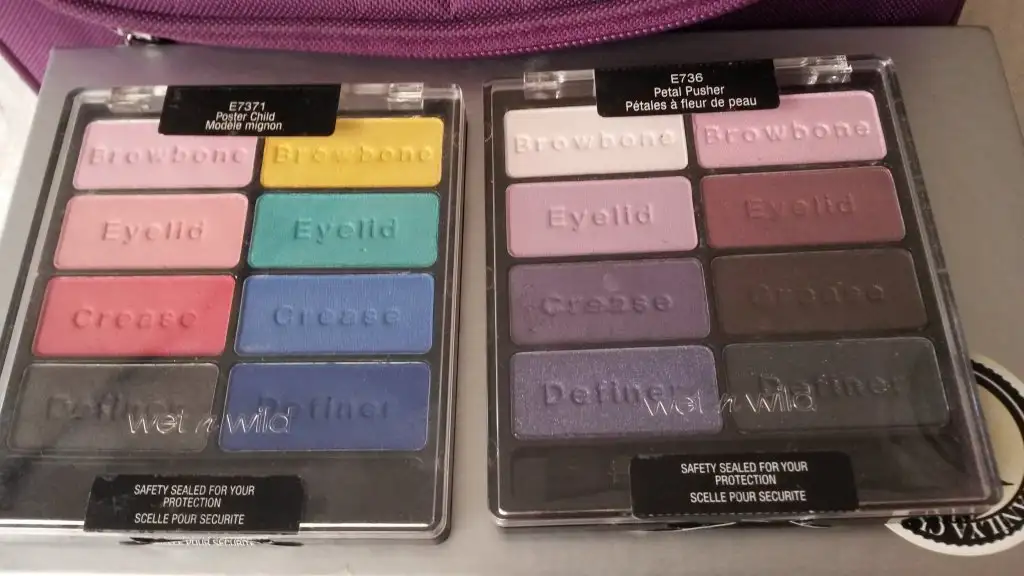 E7371
Poster Child
Modèle mignon
Browbone
Browbone
Eyelid
Eyelid
Crease
Crease
Definer
Definer
wet n wild
SAFETY SEALED FOR YOUR
PROTECTION
SCELLE POUR SECURITE
E736
Petal Pusher
Pétales à fleur de peau
Browbone
Browbone
Eyelid
Eyelid
Crease
Crease
Definer
Definer
wet n wild
SAFETY SEALED FOR YOUR
PROTECTION
SCELLE POUR SECURITE